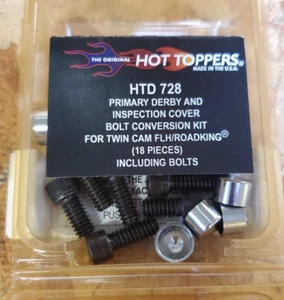 THE ORIGINAL HOT TOPPERS®
MADE IN THE U.S.A.
HTD 728
PRIMARY DERBY AND
INSPECTION COVER
BOLT CONVERSION KIT
FOR TWIN CAM FLH/ROADKING®
(18 PIECES)
INCLUDING BOLTS